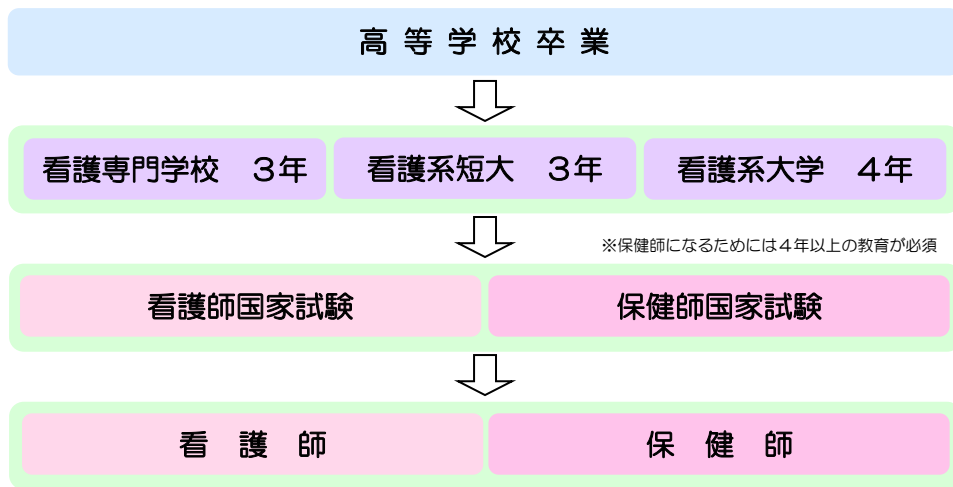 高等学校卒業
看護専門学校　３年
看護系短大　３年
看護系大学　４年
※保健師になるためには４年以上の教育が必須
看護師国家試験
保健師国家試験
看　護　師
保　健　師